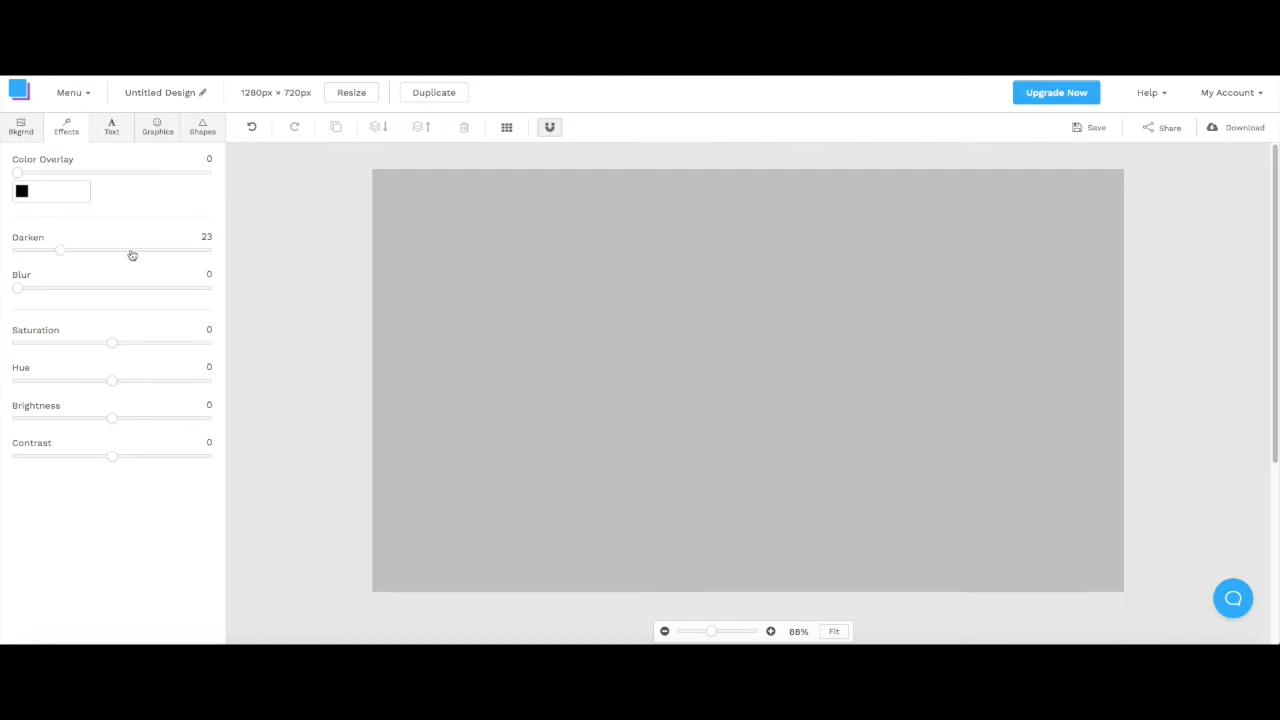 Menu
Untitled Design
1280px × 720px
Resize
Duplicate
Upgrade Now
Help
My Account
Bkgrnd
Effects
Text
Graphics
Shapes
Save
Share
Download
Color Overlay 0
Darken 23
Blur 0
Saturation 0
Hue 0
Brightness 0
Contrast 0
88%
Fit